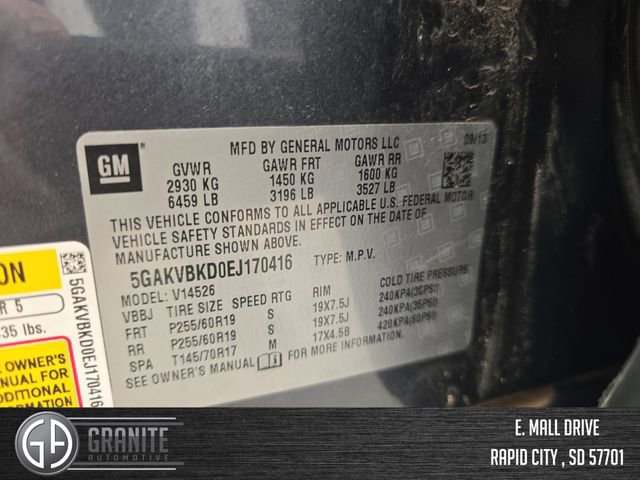 GM
MFD BY GENERAL MOTORS LLC 09/13
GVWR GAWR FRT GAWR RR
2930 KG 1450 KG 1600 KG
6459 LB 3196 LB 3527 LB
THIS VEHICLE CONFORMS TO ALL APPLICABLE U.S. FEDERAL MOTOR
VEHICLE SAFETY STANDARDS IN EFFECT ON THE DATE OF
MANUFACTURE SHOWN ABOVE.
5GAKVBKD0EJ170416 TYPE: M.P.V.
MODEL: V14526
VBBJ TIRE SIZE SPEED RTG RIM COLD TIRE PRESSURE
FRT P255/60R19 S 19X7.5J 240KPA(35PSI)
RR P255/60R19 S 19X7.5J 240KPA(35PSI)
SPA T145/70R17 M 17X4.5B 420KPA(60PSI)
SEE OWNER'S MANUAL FOR MORE INFORMATION.
ON
R 5
35 lbs.
E OWNER'S
ANUAL FOR
DDITIONAL
FORMATION
5GAKVBKD0EJ170416
GA
GRANITE
AUTOMOTIVE
E. MALL DRIVE
RAPID CITY , SD 57701